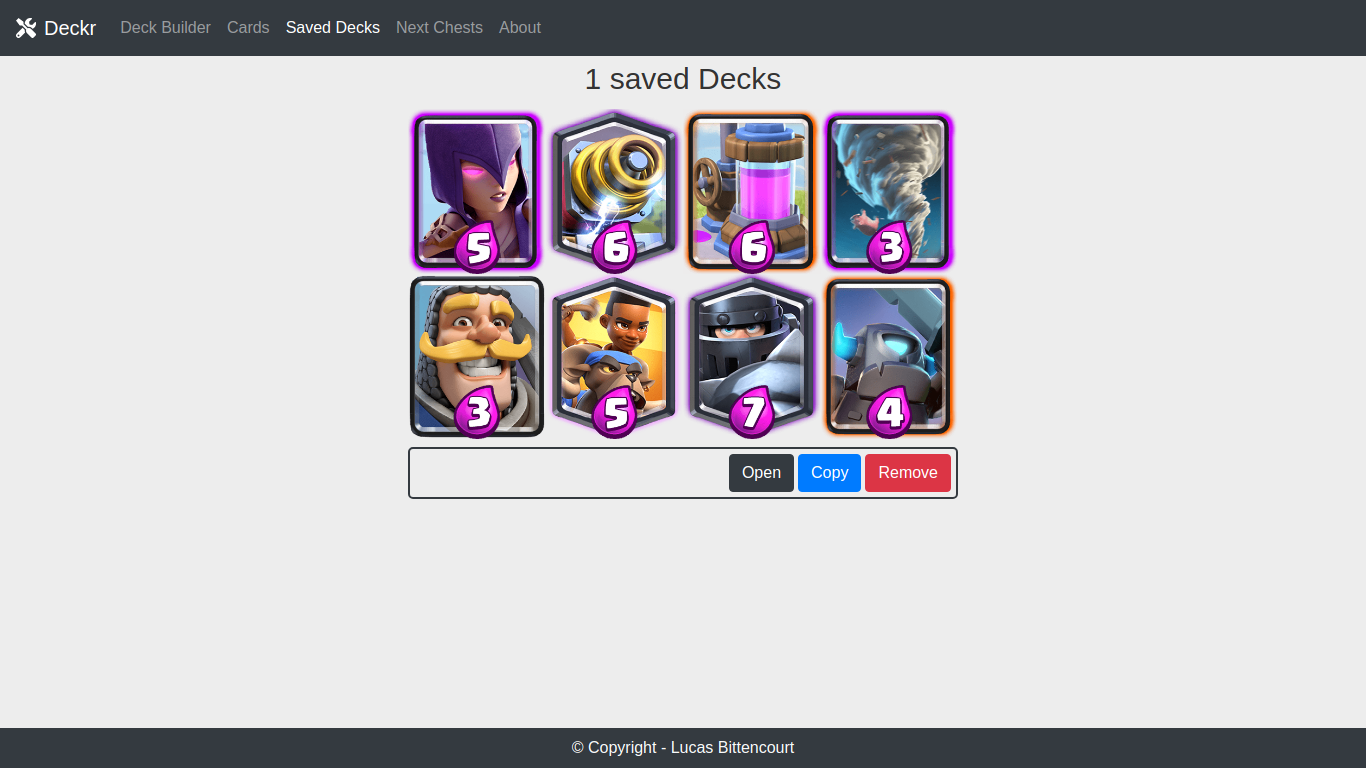 Deckr Deck Builder Cards Saved Decks Next Chests About
1 saved Decks
5 6 6 3
3 5 7 4
Open Copy Remove
© Copyright - Lucas Bittencourt